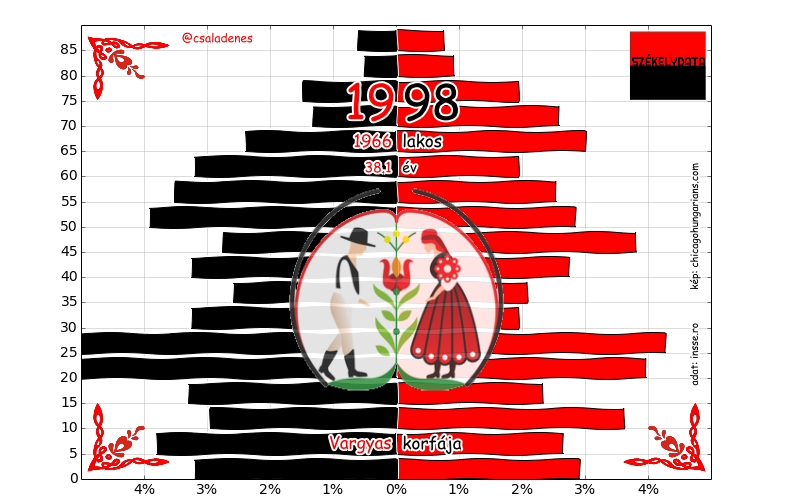 @csaladenes
SZÉKELYDATA
1998
1966 lakos
38.1 év
kép: chicagohungarians.com
adat: insse.ro
Vargyas korfája
85
80
75
70
65
60
55
50
45
40
35
30
25
20
15
10
5
0
4% 3% 2% 1% 0% 1% 2% 3% 4%